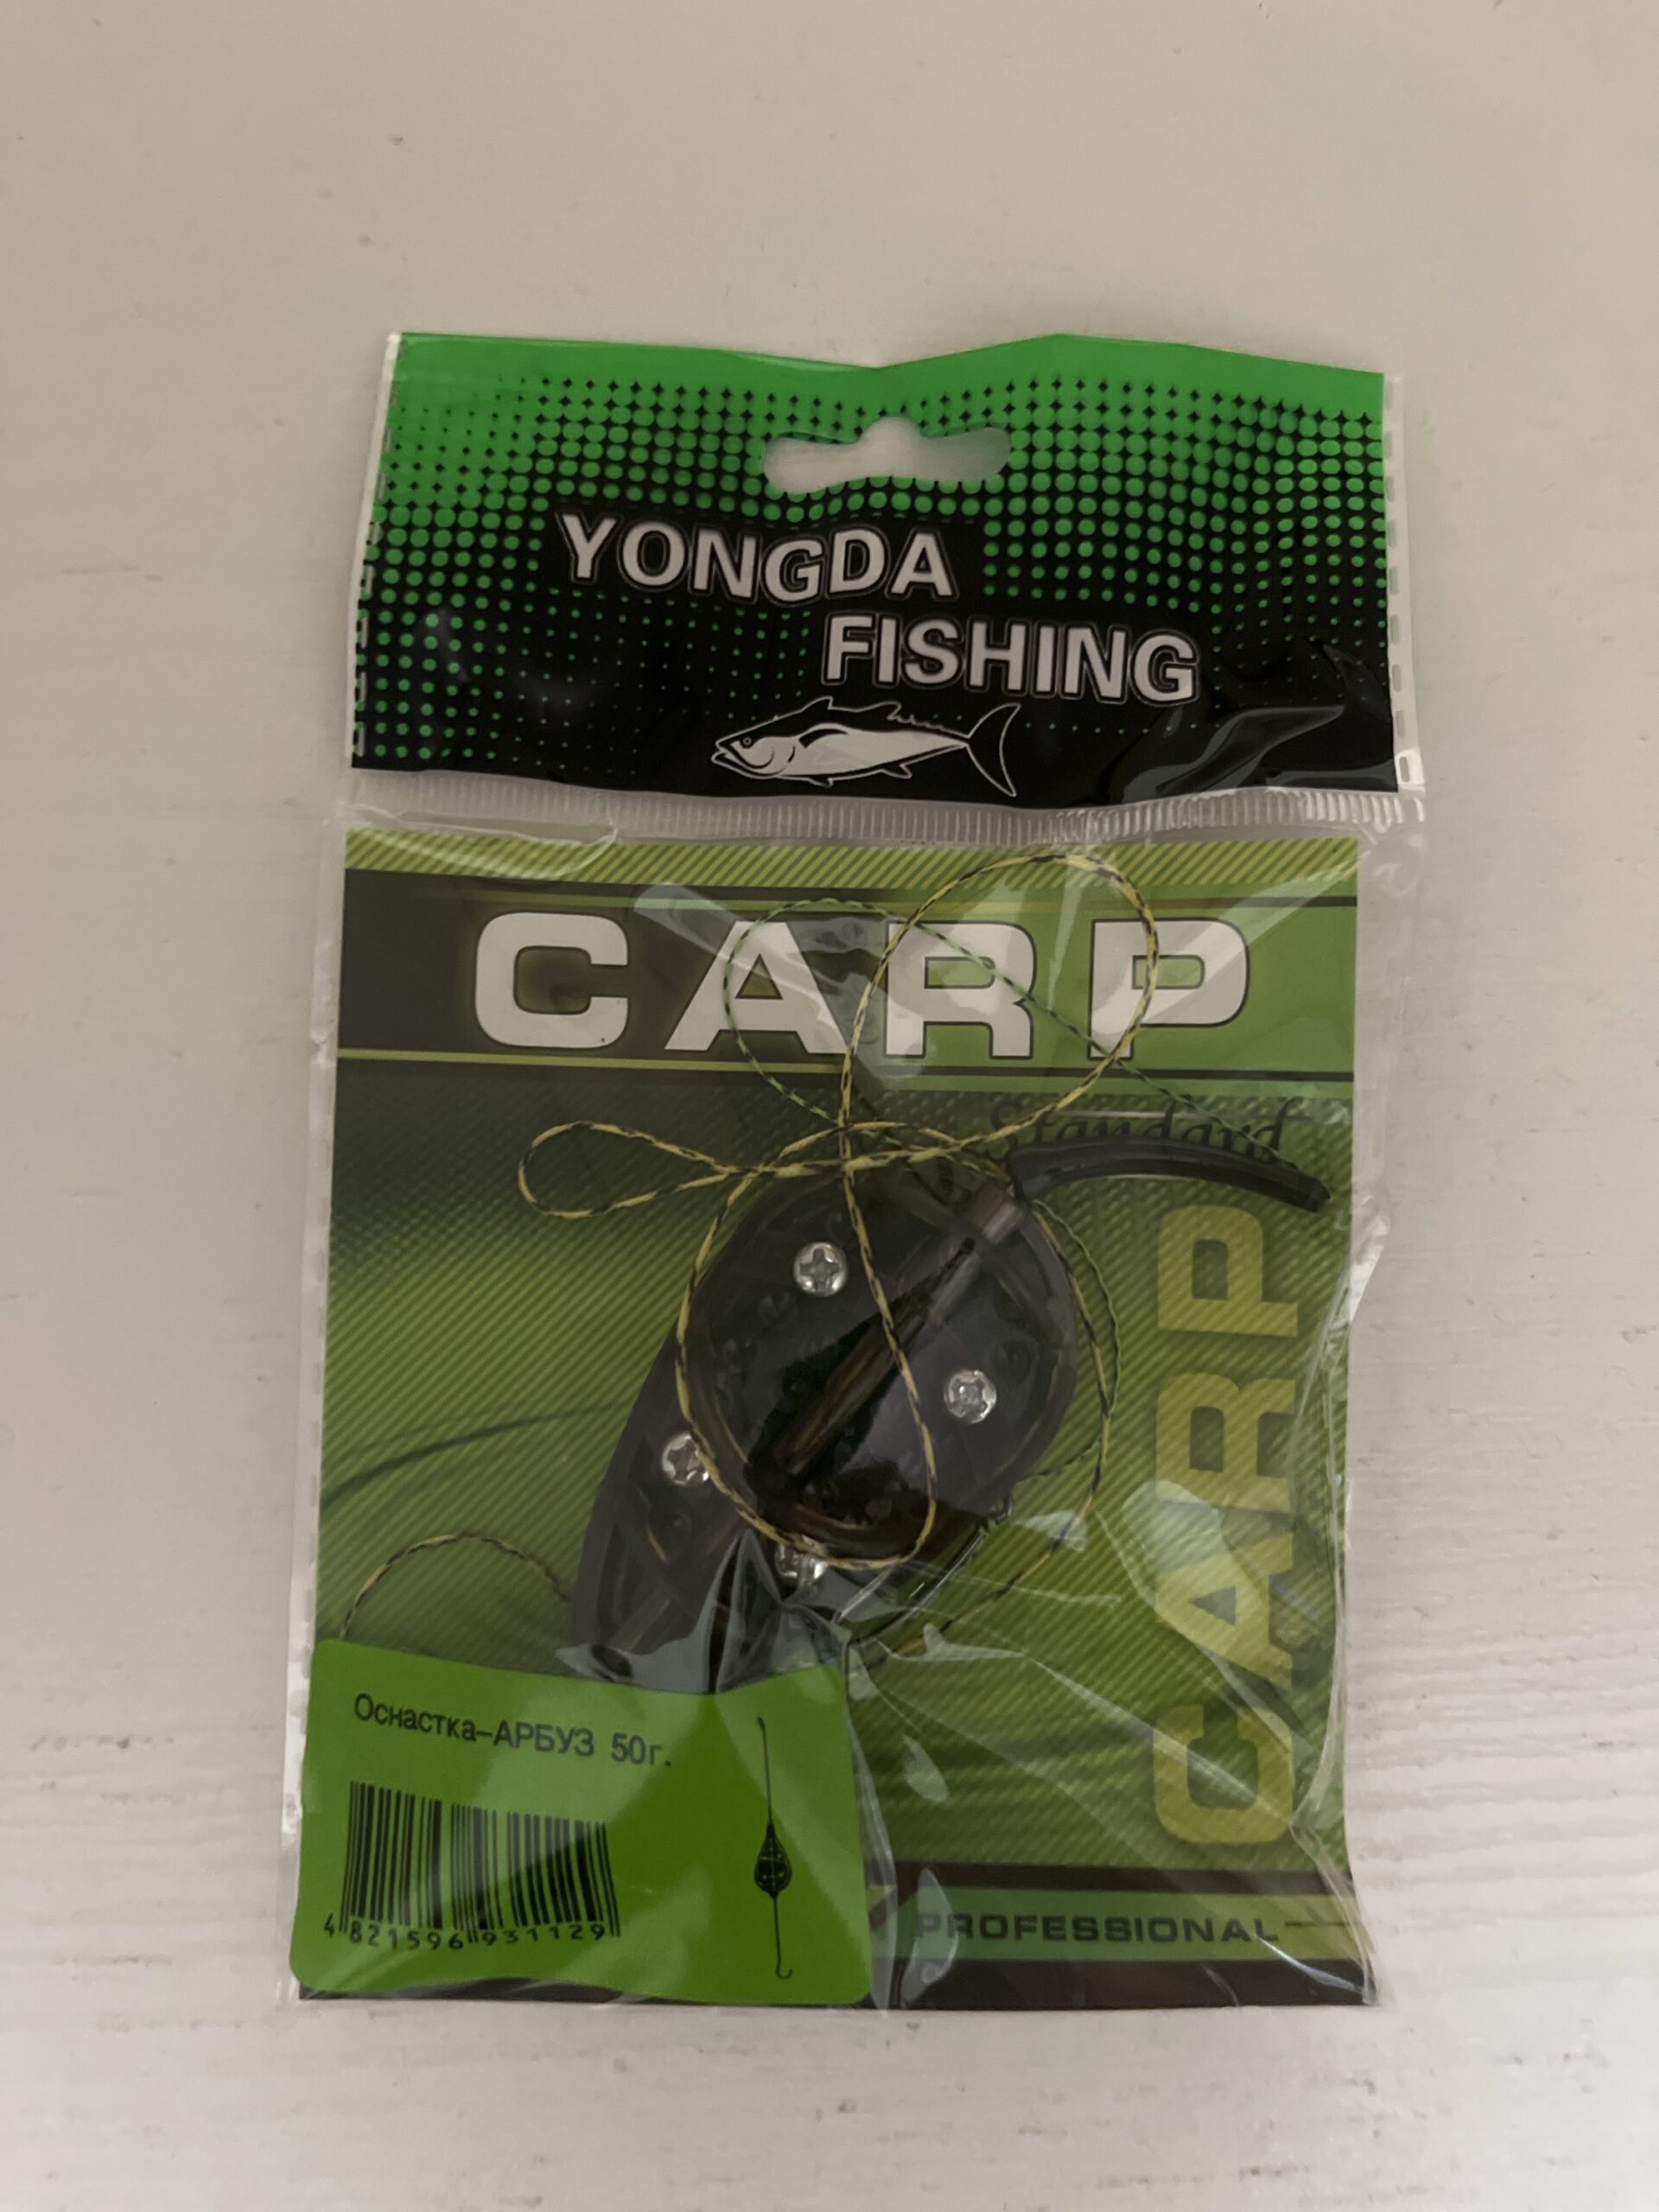 YONGDA
FISHING
CARP
Standard
CARP
Оснастка-АРБУЗ 50г.
4 821596 931129
PROFESSIONAL